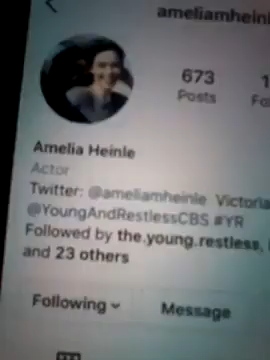 ameliamheinl
673
Posts
Amelia Heinle
Actor
Twitter: @ameliamheinle Victoria
@YoungAndRestlessCBS #YR
Followed by the.young.restless,
and 23 others
Following
Message